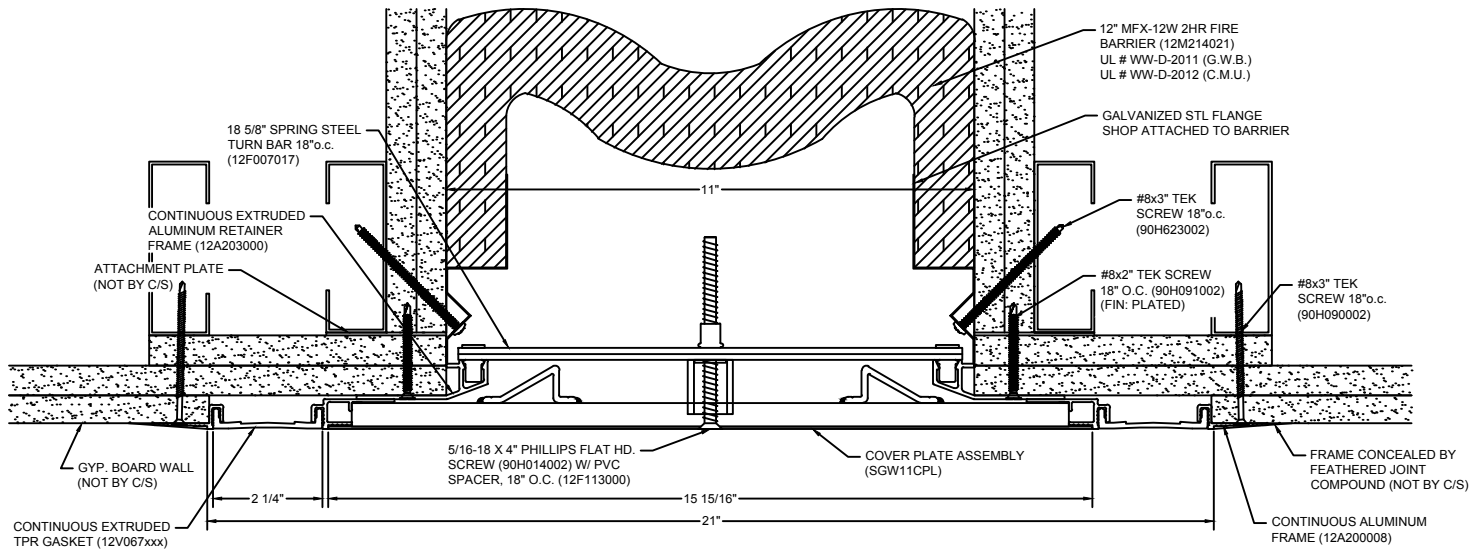 12" MFX-12W 2HR FIRE
BARRIER (12M214021)
UL # WW-D-2011 (G.W.B.)
UL # WW-D-2012 (C.M.U.)
GALVANIZED STL FLANGE
SHOP ATTACHED TO BARRIER
18 5/8" SPRING STEEL
TURN BAR 18"o.c.
(12F007017)
11"
CONTINUOUS EXTRUDED
ALUMINUM RETAINER
FRAME (12A203000)
ATTACHMENT PLATE
(NOT BY C/S)
#8x3" TEK
SCREW 18"o.c.
(90H623002)
#8x2" TEK SCREW
18" O.C. (90H091002)
(FIN: PLATED)
#8x3" TEK
SCREW 18"o.c.
(90H090002)
GYP. BOARD WALL
(NOT BY C/S)
5/16-18 X 4" PHILLIPS FLAT HD.
SCREW (90H014002) W/ PVC
SPACER, 18" O.C. (12F113000)
COVER PLATE ASSEMBLY
(SGW11CPL)
FRAME CONCEALED BY
FEATHERED JOINT
COMPOUND (NOT BY C/S)
2 1/4"
15 15/16"
21"
CONTINUOUS EXTRUDED
TPR GASKET (12V067xxx)
CONTINUOUS ALUMINUM
FRAME (12A200008)